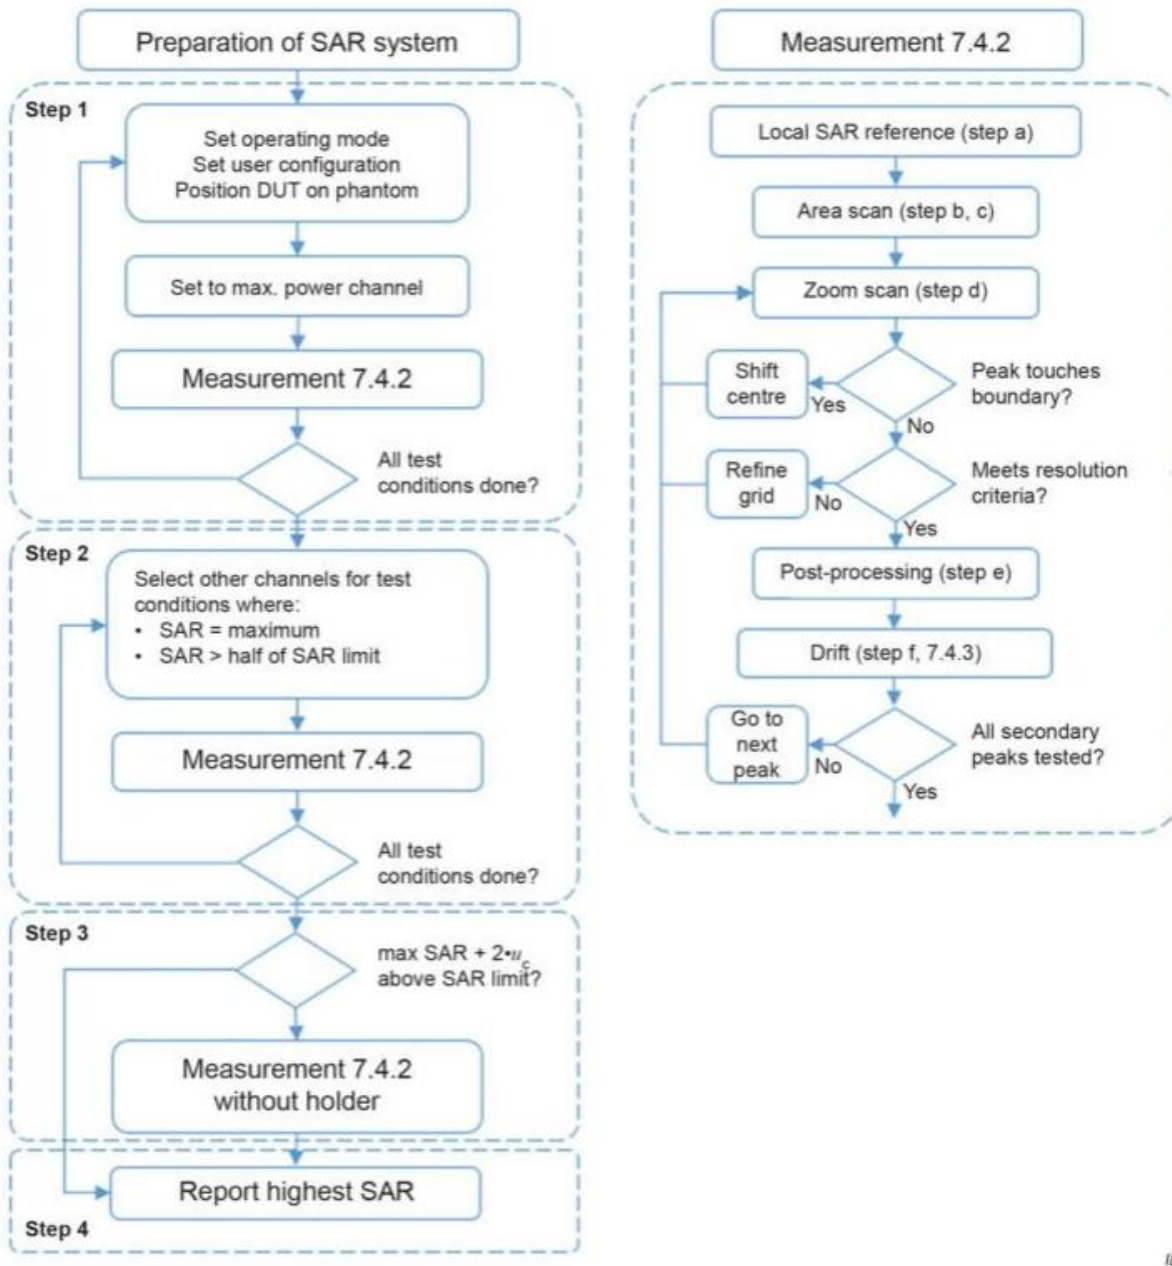 Preparation of SAR system
Step 1
Set operating mode
Set user configuration
Position DUT on phantom
Set to max. power channel
Measurement 7.4.2
All test
conditions done?
Step 2
Select other channels for test
conditions where:
• SAR = maximum
• SAR > half of SAR limit
Measurement 7.4.2
All test
conditions done?
Step 3
max SAR + 2•u_c
above SAR limit?
Measurement 7.4.2
without holder
Report highest SAR
Step 4
Measurement 7.4.2
Local SAR reference (step a)
Area scan (step b, c)
Zoom scan (step d)
Shift
centre
Yes
Peak touches
boundary?
No
Refine
grid
No
Meets resolution
criteria?
Yes
Post-processing (step e)
Drift (step f, 7.4.3)
Go to
next
peak
No
All secondary
peaks tested?
Yes